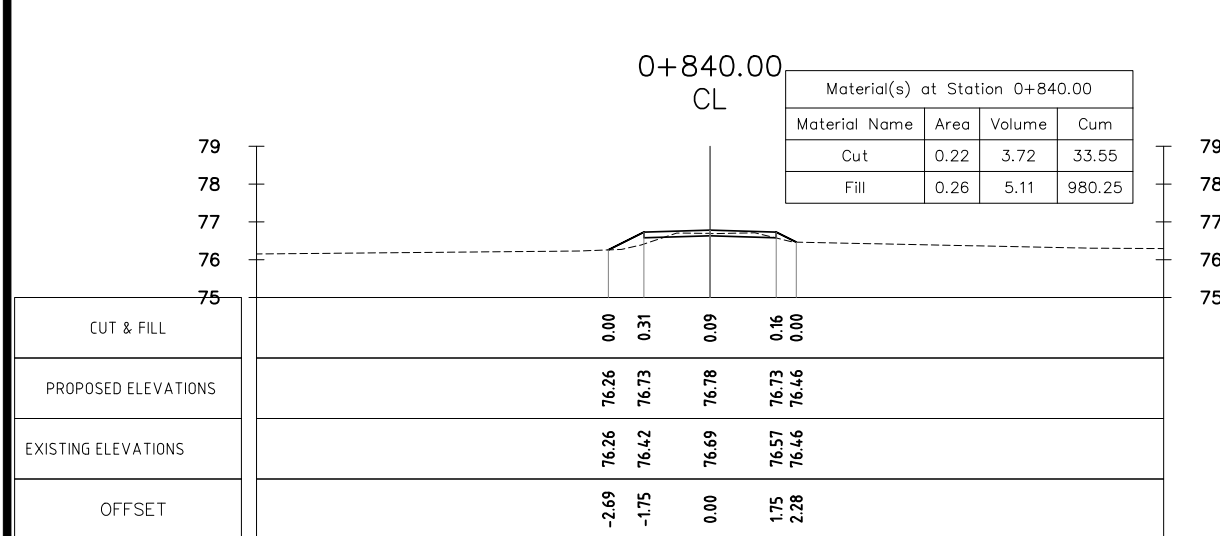 0+840.00
CL
Material(s) at Station 0+840.00
Material Name Area Volume Cum
Cut 0.22 3.72 33.55
Fill 0.26 5.11 980.25
79 79
78 78
77 77
76 76
75 75
CUT & FILL 0.00 0.31 0.09 0.16 0.00
PROPOSED ELEVATIONS 76.26 76.73 76.78 76.73 76.46
EXISTING ELEVATIONS 76.26 76.42 76.69 76.57 76.46
OFFSET -2.69 -1.75 0.00 1.75 2.28